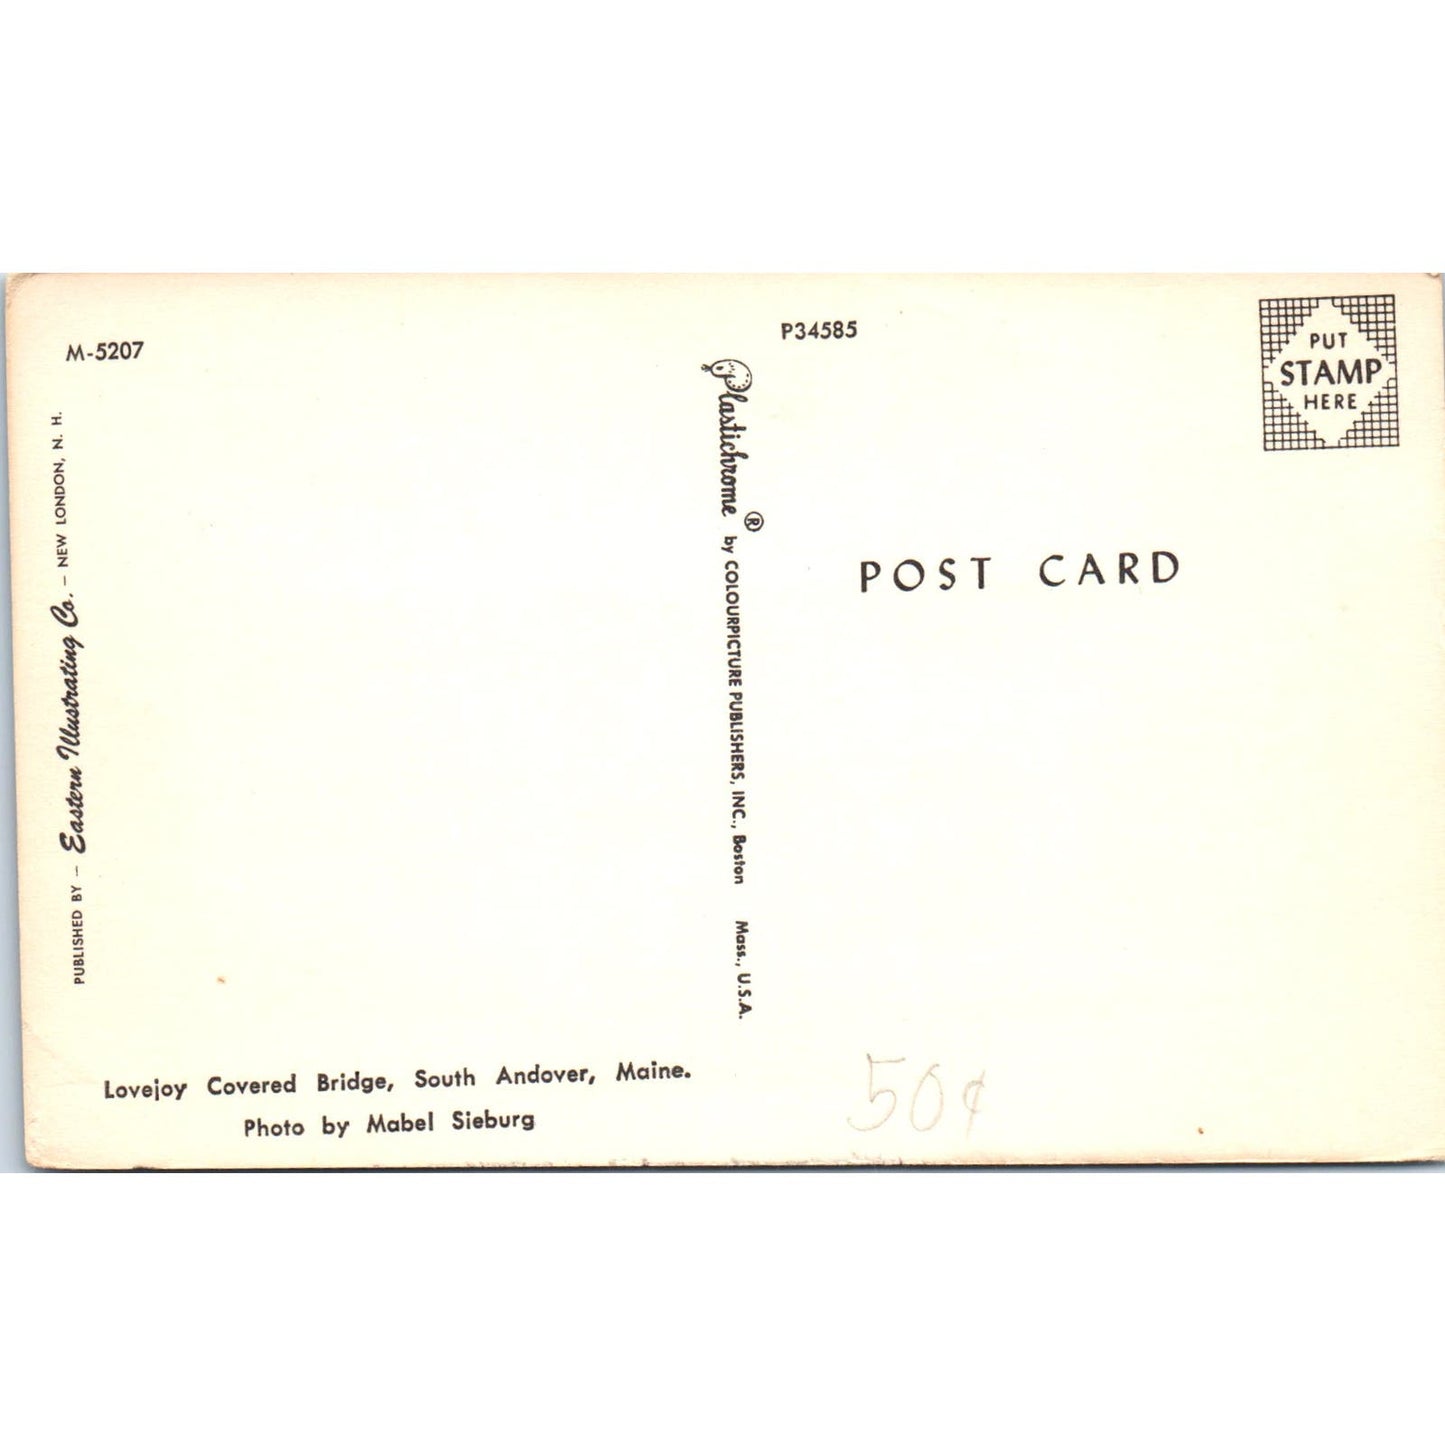 M-5207
PUBLISHED BY – Eastern Illustrating Co. – NEW LONDON, N. H.
Lovejoy Covered Bridge, South Andover, Maine.
Photo by Mabel Sieburg
Plastichrome ® by COLOURPICTURE PUBLISHERS, INC., Boston Mass., U.S.A.
P34585
PUT
STAMP
HERE
POST CARD
50¢